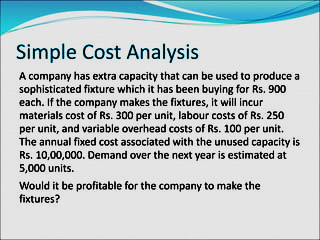 Simple Cost Analysis
A company has extra capacity that can be used to produce a
sophisticated fixture which it has been buying for Rs. 900
each. If the company makes the fixtures, it will incur
materials cost of Rs. 300 per unit, labour costs of Rs. 250
per unit, and variable overhead costs of Rs. 100 per unit.
The annual fixed cost associated with the unused capacity is
Rs. 10,00,000. Demand over the next year is estimated at
5,000 units.
Would it be profitable for the company to make the
fixtures?